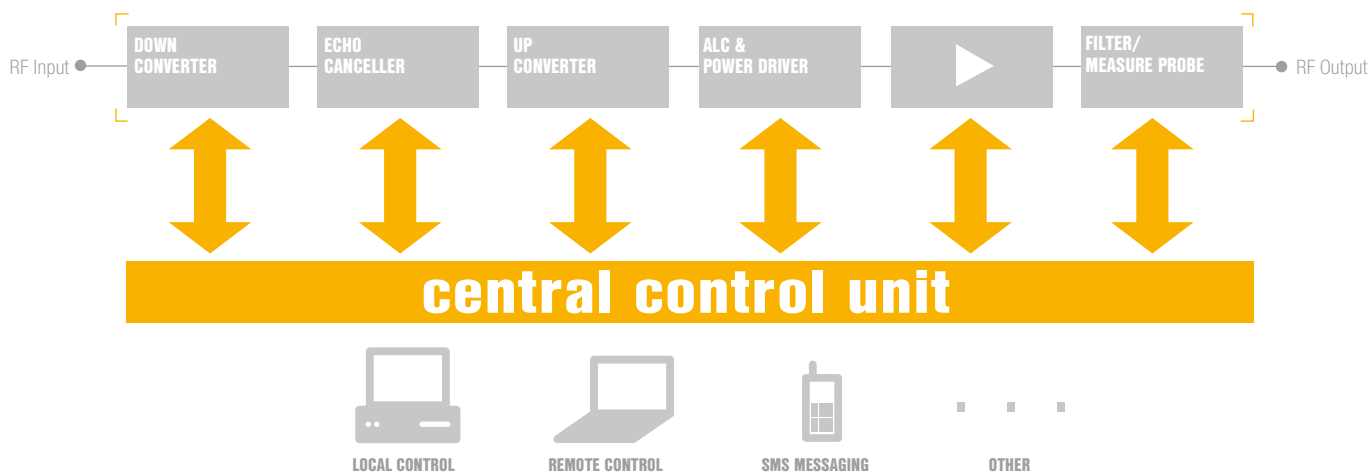 RF Input
DOWN
CONVERTER
ECHO
CANCELLER
UP
CONVERTER
ALC &
POWER DRIVER
FILTER/
MEASURE PROBE
RF Output
central control unit
LOCAL CONTROL
REMOTE CONTROL
SMS MESSAGING
OTHER